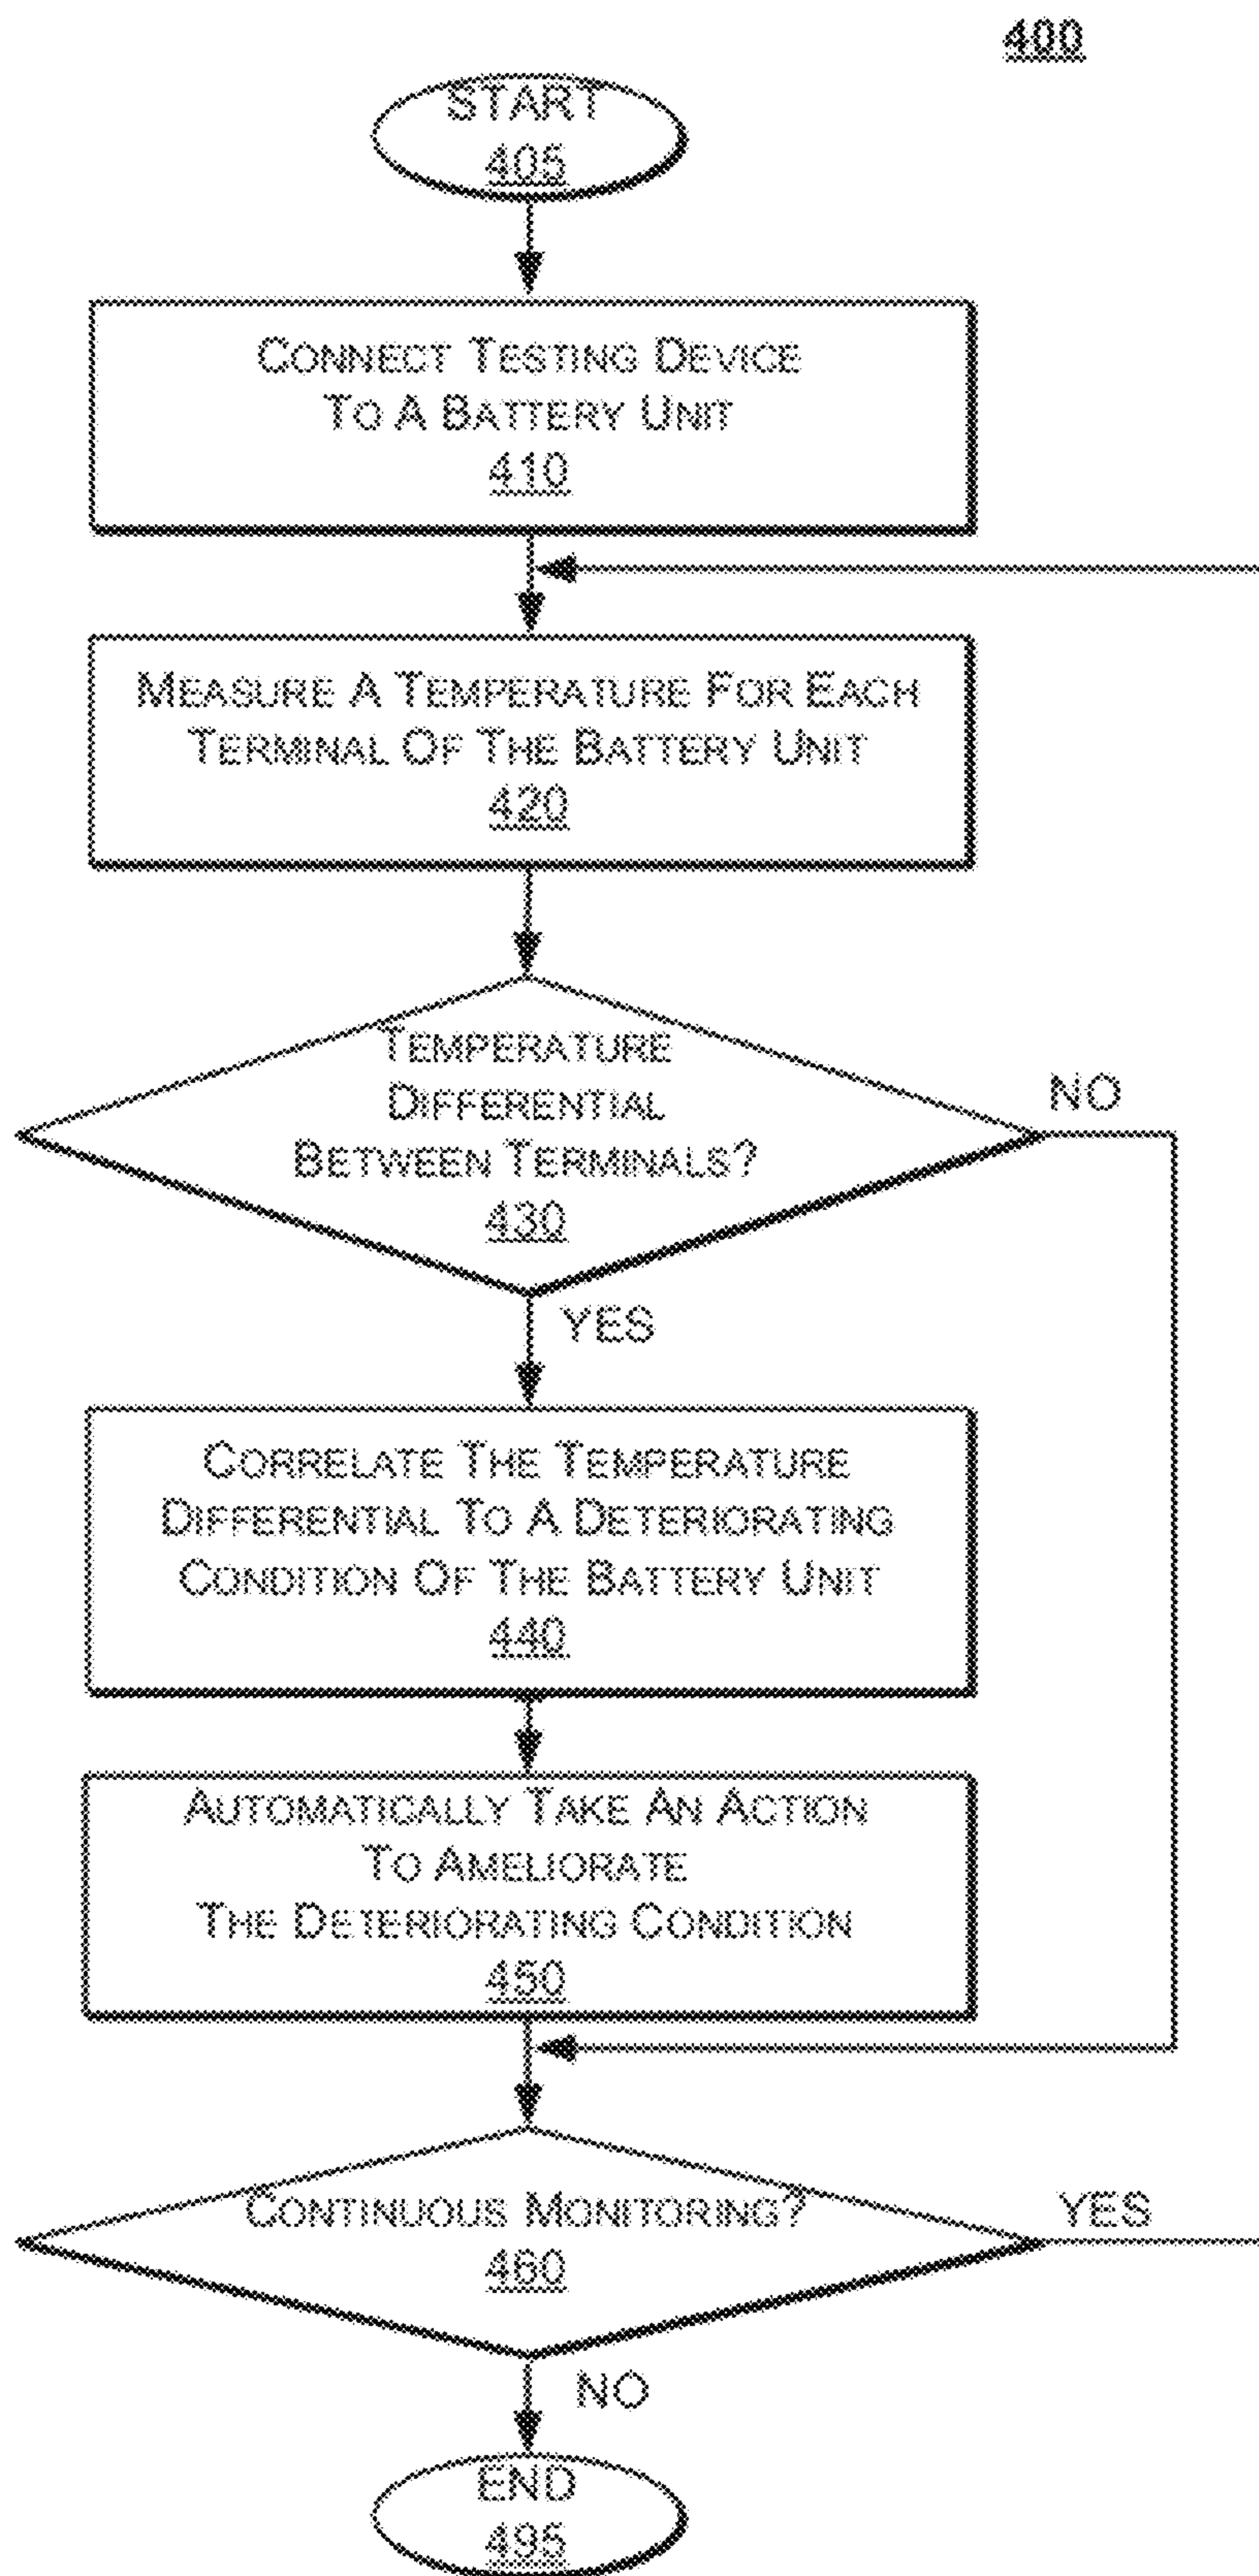 400
START
405
CONNECT TESTING DEVICE
TO A BATTERY UNIT
410
MEASURE A TEMPERATURE FOR EACH
TERMINAL OF THE BATTERY UNIT
420
TEMPERATURE
DIFFERENTIAL
BETWEEN TERMINALS?
430
NO
YES
CORRELATE THE TEMPERATURE
DIFFERENTIAL TO A DETERIORATING
CONDITION OF THE BATTERY UNIT
440
AUTOMATICALLY TAKE AN ACTION
TO AMELIORATE
THE DETERIORATING CONDITION
450
CONTINUOUS MONITORING?
460
YES
NO
END
495